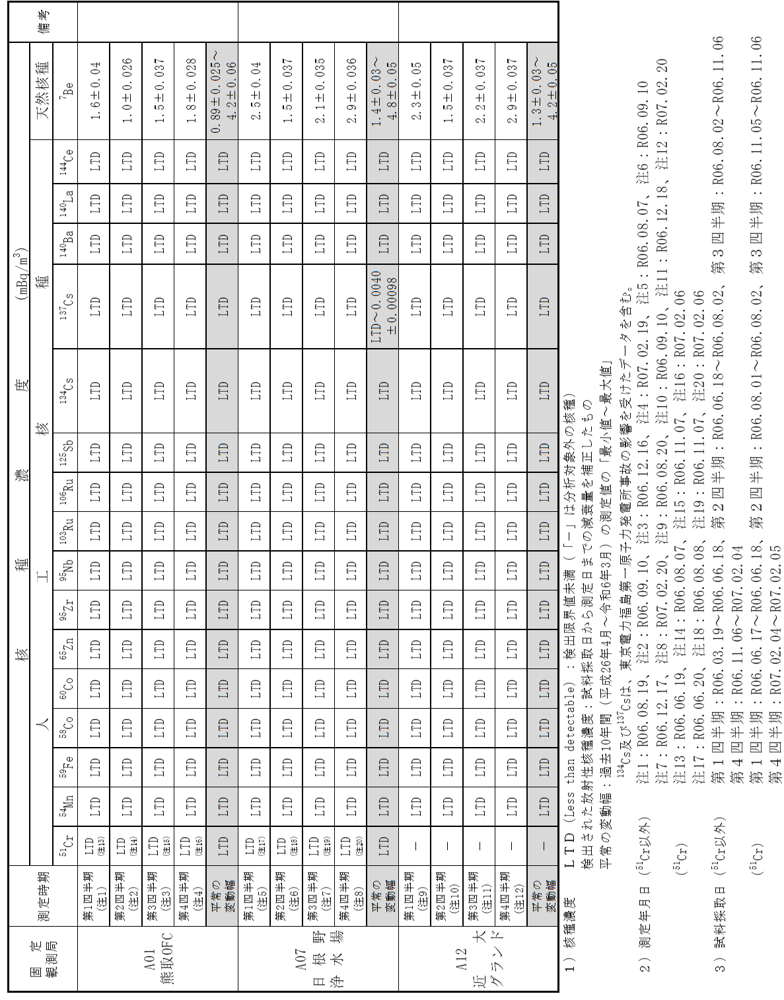 固 定 観測局 測定時期 核 種 濃 度 (mBq/m³) 備考
人 工 核 種 天然核種
⁵¹Cr ⁵⁴Mn ⁵⁹Fe ⁵⁸Co ⁶⁰Co ⁶⁵Zn ⁹⁵Zr ⁹⁵Nb ¹⁰³Ru ¹⁰⁶Ru ¹²⁵Sb ¹³⁴Cs ¹³⁷Cs ¹⁴⁰Ba ¹⁴⁰La ¹⁴⁴Ce ⁷Be
A01
熊取OFC
第1四半期 (注1) LTD (注13) LTD LTD LTD LTD LTD LTD LTD LTD LTD LTD LTD LTD LTD LTD LTD 1.6±0.04
第2四半期 (注2) LTD (注14) LTD LTD LTD LTD LTD LTD LTD LTD LTD LTD LTD LTD LTD LTD LTD 1.0±0.026
第3四半期 (注3) LTD (注15) LTD LTD LTD LTD LTD LTD LTD LTD LTD LTD LTD LTD LTD LTD LTD 1.5±0.037
第4四半期 (注4) LTD (注16) LTD LTD LTD LTD LTD LTD LTD LTD LTD LTD LTD LTD LTD LTD LTD 1.8±0.028
平常の変動幅 LTD LTD LTD LTD LTD LTD LTD LTD LTD LTD LTD LTD LTD LTD LTD LTD 0.89±0.025～4.2±0.06
A07
日 根 野
浄 水 場
第1四半期 (注5) LTD (注17) LTD LTD LTD LTD LTD LTD LTD LTD LTD LTD LTD LTD LTD LTD LTD 2.5±0.04
第2四半期 (注6) LTD (注18) LTD LTD LTD LTD LTD LTD LTD LTD LTD LTD LTD LTD LTD LTD LTD 1.5±0.037
第3四半期 (注7) LTD (注19) LTD LTD LTD LTD LTD LTD LTD LTD LTD LTD LTD LTD LTD LTD LTD 2.1±0.035
第4四半期 (注8) LTD (注20) LTD LTD LTD LTD LTD LTD LTD LTD LTD LTD LTD LTD LTD LTD LTD 2.9±0.036
平常の変動幅 LTD LTD LTD LTD LTD LTD LTD LTD LTD LTD LTD LTD LTD～0.0040±0.00098 LTD LTD LTD 1.4±0.03～4.8±0.05
A12
近 大
グランド
第1四半期 (注9) － LTD LTD LTD LTD LTD LTD LTD LTD LTD LTD LTD LTD LTD LTD LTD 2.3±0.05
第2四半期 (注10) － LTD LTD LTD LTD LTD LTD LTD LTD LTD LTD LTD LTD LTD LTD LTD 1.5±0.037
第3四半期 (注11) － LTD LTD LTD LTD LTD LTD LTD LTD LTD LTD LTD LTD LTD LTD LTD 2.2±0.037
第4四半期 (注12) － LTD LTD LTD LTD LTD LTD LTD LTD LTD LTD LTD LTD LTD LTD LTD 2.9±0.037
平常の変動幅 － LTD LTD LTD LTD LTD LTD LTD LTD LTD LTD LTD LTD LTD LTD LTD 1.3±0.03～4.2±0.05
1）核種濃度 ＬＴＤ（Less than detectable）：検出限界値未満（「－」は分析対象外の核種）
検出された放射性核種濃度：試料採取日から測定日までの減衰量を補正したもの
平常の変動幅：過去10年間（平成26年4月～令和6年3月）の測定値の「最小値～最大値」
¹³⁴Cs及び¹³⁷Csは、東京電力福島第一原子力発電所事故の影響を受けたデータを含む。
2）測定年月日（⁵¹Cr以外）注1：R06.08.19、注2：R06.09.10、注3：R06.12.16、注4：R07.02.19、注5：R06.08.07、注6：R06.09.10
注7：R06.12.17、注8：R07.02.20、注9：R06.08.20、注10：R06.09.10、注11：R06.12.18、注12：R07.02.20
（⁵¹Cr）注13：R06.06.19、注14：R06.08.07、注15：R06.11.07、注16：R07.02.06
注17：R06.06.20、注18：R06.08.08、注19：R06.11.07、注20：R07.02.06
3）試料採取日（⁵¹Cr以外）第１四半期：R06.03.19～R06.06.18、第２四半期：R06.06.18～R06.08.02、第３四半期：R06.08.02～R06.11.06
第４四半期：R06.11.06～R07.02.04
（⁵¹Cr）第１四半期：R06.06.17～R06.06.18、第２四半期：R06.08.01～R06.08.02、第３四半期：R06.11.05～R06.11.06
第４四半期：R07.02.04～R07.02.05